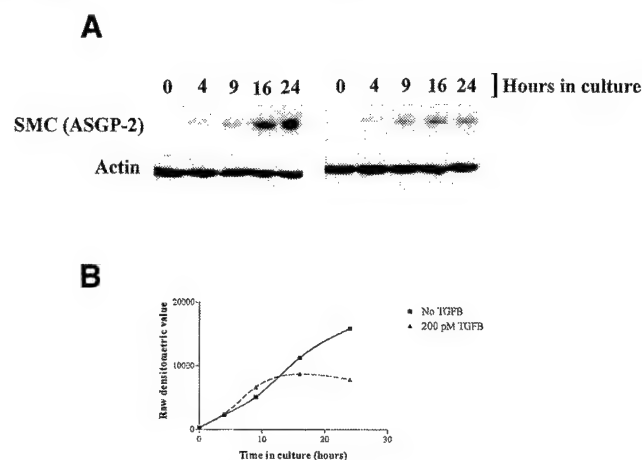 A
0 4 9 16 24 0 4 9 16 24 ] Hours in culture
SMC (ASGP-2)
Actin
B
20000
10000
0
0 10 20 30
Raw densitometric value
Time in culture (hours)
No TGFB
200 pM TGFB